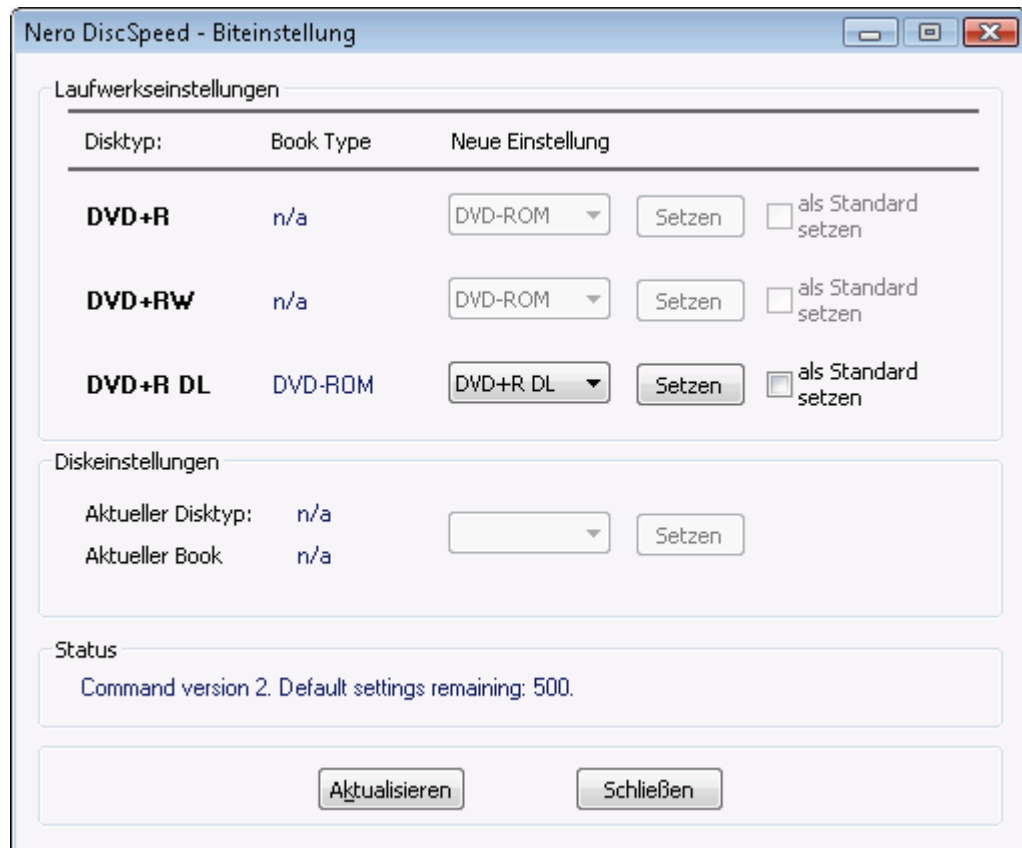 Nero DiscSpeed - Biteinstellung
Laufwerkseinstellungen
Disktyp: Book Type Neue Einstellung
DVD+R n/a DVD-ROM Setzen als Standard setzen
DVD+RW n/a DVD-ROM Setzen als Standard setzen
DVD+R DL DVD-ROM DVD+R DL Setzen als Standard setzen
Diskeinstellungen
Aktueller Disktyp: n/a
Setzen
Aktueller Book n/a
Status
Command version 2. Default settings remaining: 500.
Aktualisieren Schließen